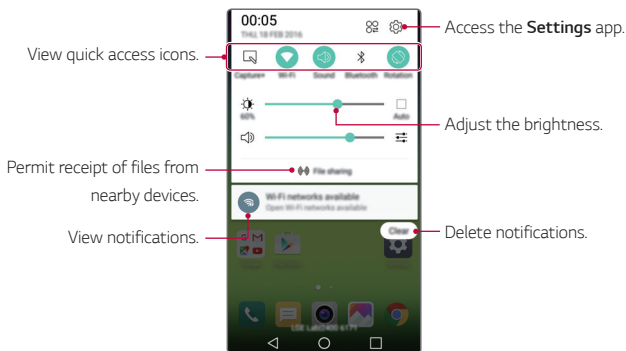 00:05
THU, 18 FEB 2016
Access the Settings app.
View quick access icons.
Capture+ Wi-Fi Sound Bluetooth Rotation
60%
Auto
Adjust the brightness.
Permit receipt of files from
nearby devices.
File sharing
Wi-Fi networks available
Open Wi-Fi networks available
View notifications.
Clear
Delete notifications.